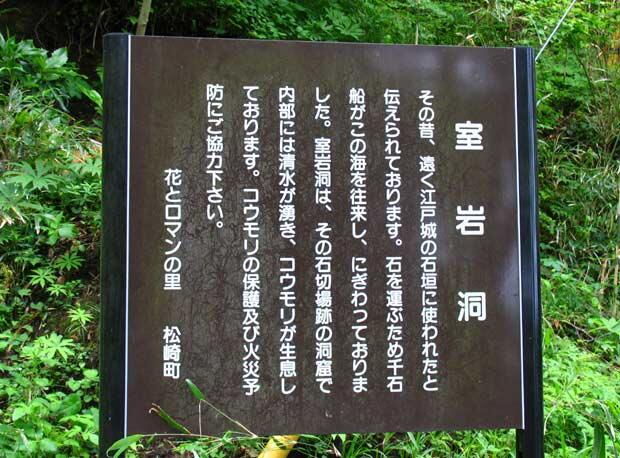 室岩洞
その昔、遠く江戸城の石垣に使われたと
伝えられております。石を運ぶため千石
船がこの海を往来し、にぎわっておりま
した。室岩洞は、その石切場跡の洞窟で
内部には清水が湧き、コウモリが生息し
ております。コウモリの保護及び火災予
防にご協力下さい。
花とロマンの里　松崎町